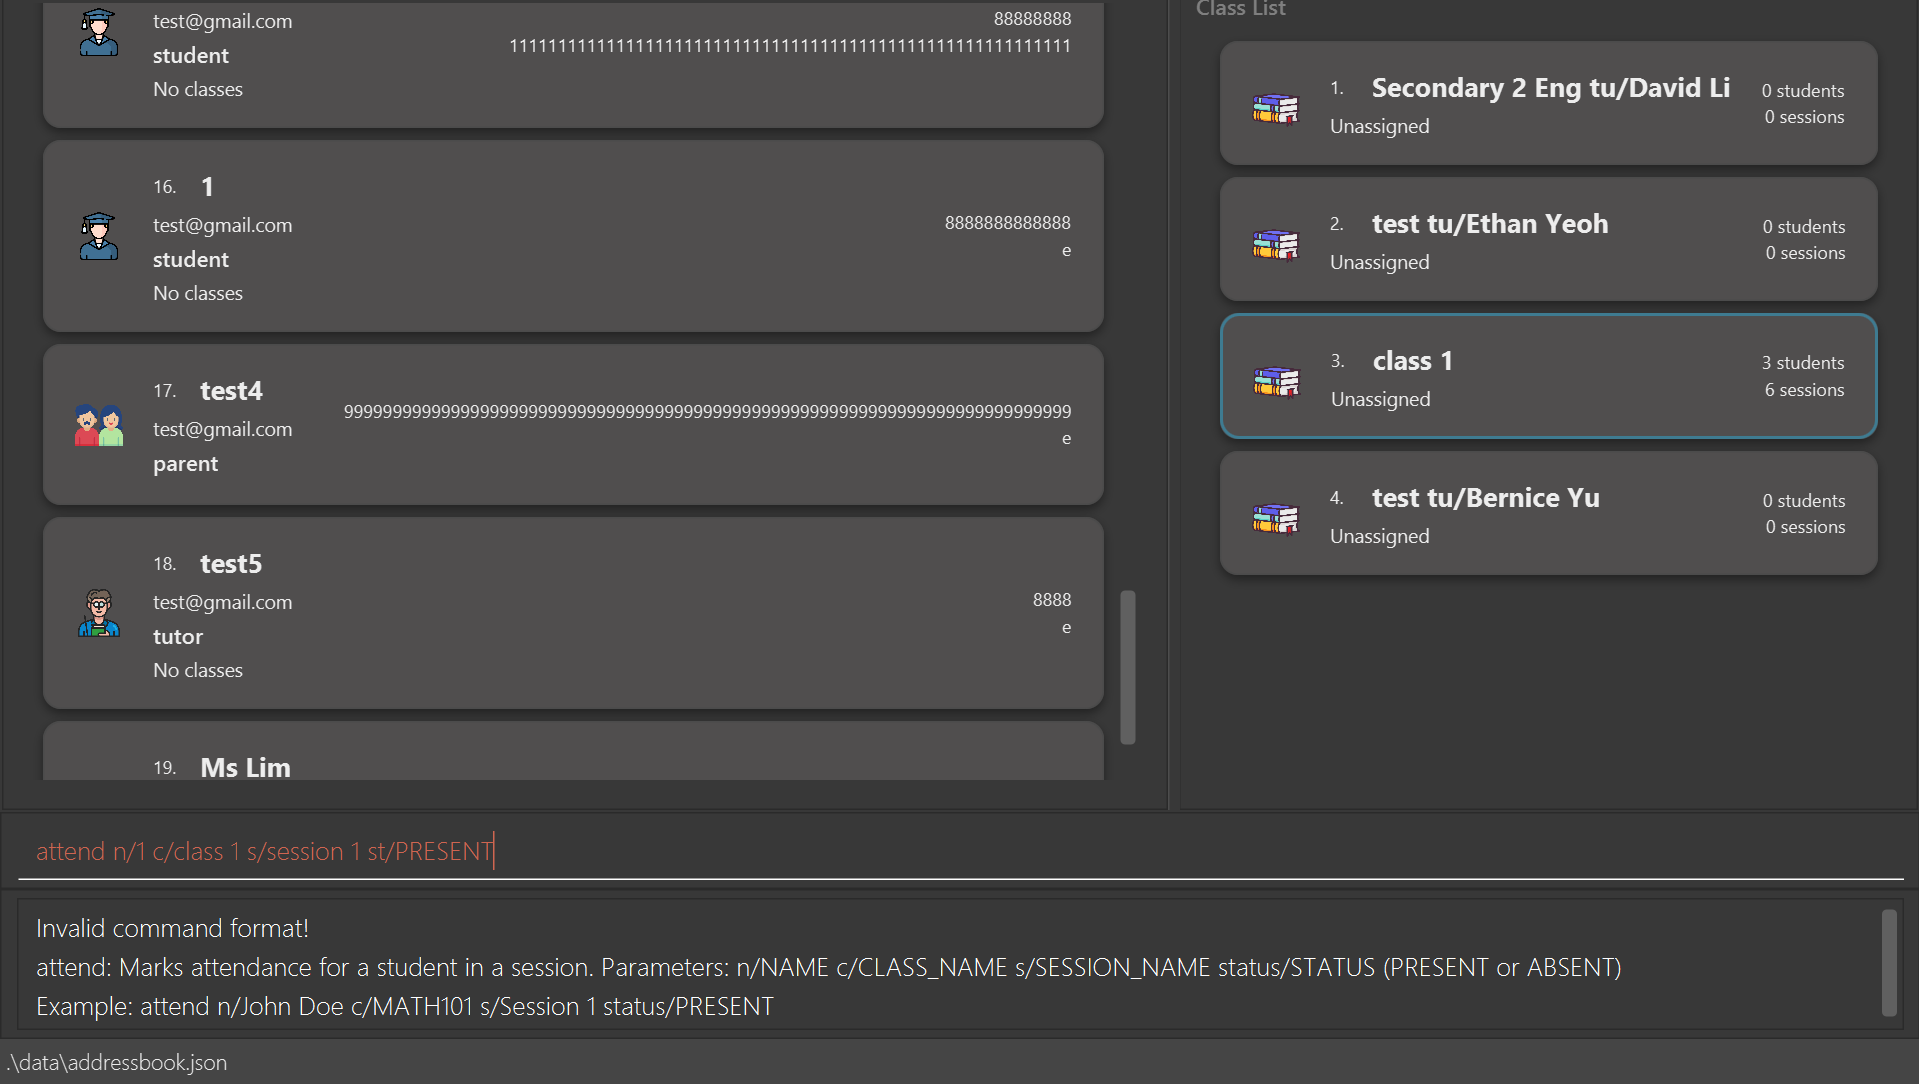 test@gmail.com
88888888
student
No classes
16. 1
test@gmail.com
8888888888888
student
e
No classes
17. test4
test@gmail.com
e
parent
18. test5
test@gmail.com
8888
tutor
e
No classes
19. Ms Lim
Class List
1. Secondary 2 Eng tu/David Li
0 students
Unassigned
0 sessions
2. test tu/Ethan Yeoh
0 students
Unassigned
0 sessions
3. class 1
3 students
Unassigned
6 sessions
4. test tu/Bernice Yu
0 students
Unassigned
0 sessions
attend n/1 c/class 1 s/session 1 st/PRESENT
Invalid command format!
attend: Marks attendance for a student in a session. Parameters: n/NAME c/CLASS_NAME s/SESSION_NAME status/STATUS (PRESENT or ABSENT)
Example: attend n/John Doe c/MATH101 s/Session 1 status/PRESENT
.\data\addressbook.json